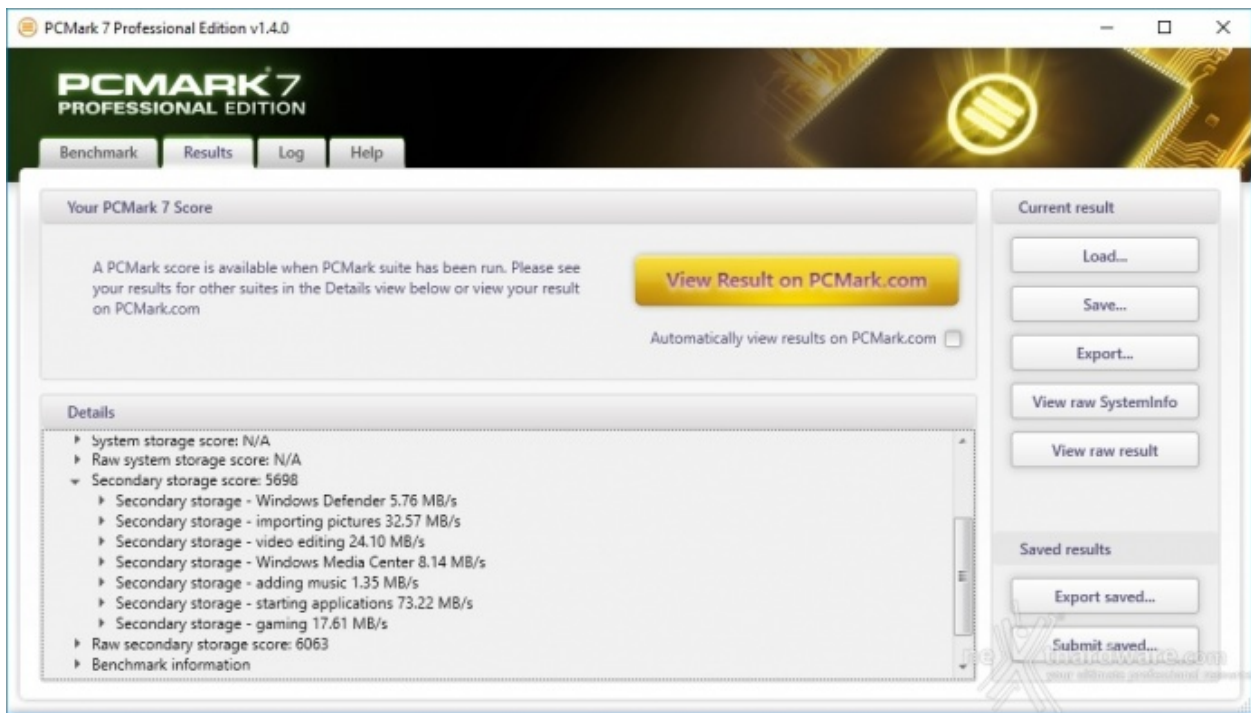 PCMark 7 Professional Edition v1.4.0
PCMARK 7
PROFESSIONAL EDITION
Benchmark
Results
Log
Help
Your PCMark 7 Score
A PCMark score is available when PCMark suite has been run. Please see
your results for other suites in the Details view below or view your result
on PCMark.com
View Result on PCMark.com
Automatically view results on PCMark.com
Details
System storage score: N/A
Raw system storage score: N/A
Secondary storage score: 5698
Secondary storage - Windows Defender 5.76 MB/s
Secondary storage - importing pictures 32.57 MB/s
Secondary storage - video editing 24.10 MB/s
Secondary storage - Windows Media Center 8.14 MB/s
Secondary storage - adding music 1.35 MB/s
Secondary storage - starting applications 73.22 MB/s
Secondary storage - gaming 17.61 MB/s
Raw secondary storage score: 6063
Benchmark information
Current result
Load...
Save...
Export...
View raw SystemInfo
View raw result
Saved results
Export saved...
Submit saved...
neXthardware.com
your ultimate professional